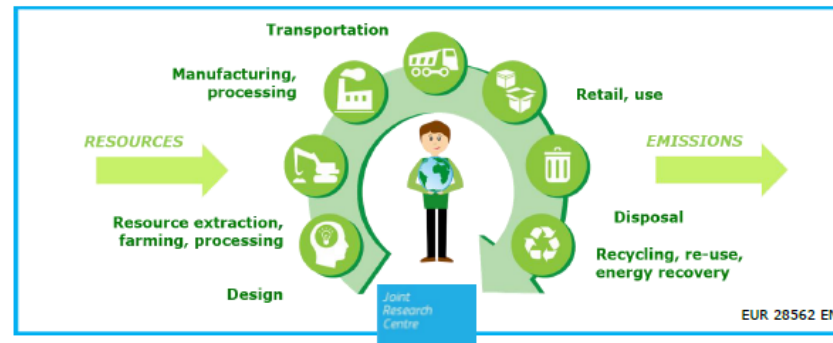 Transportation
Manufacturing,
processing
Retail, use
RESOURCES
EMISSIONS
Resource extraction,
farming, processing
Disposal
Recycling, re-use,
energy recovery
Design
Joint
Research
Centre
EUR 28562 EN